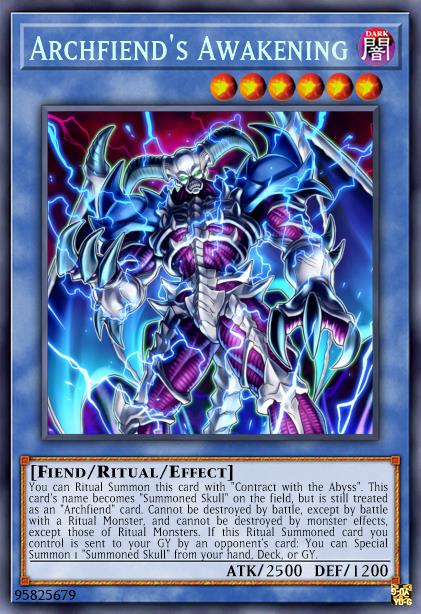 ARCHFIEND'S AWAKENING
DARK
闇
[FIEND/RITUAL/EFFECT]
You can Ritual Summon this card with "Contract with the Abyss". This
card's name becomes "Summoned Skull" on the field, but is still treated
as an "Archfiend" card. Cannot be destroyed by battle, except by battle
with a Ritual Monster, and cannot be destroyed by monster effects,
except those of Ritual Monsters. If this Ritual Summoned card you
control is sent to your GY by an opponent's card: You can Special
Summon 1 "Summoned Skull" from your hand, Deck, or GY.
ATK/2500 DEF/1200
95825679